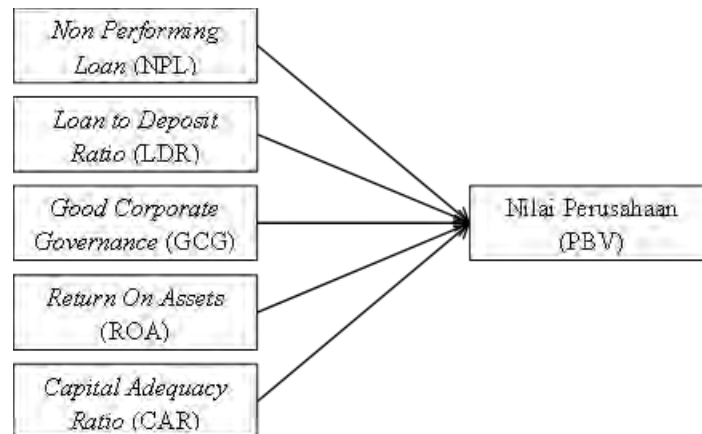 Non Performing
Loan (NPL)
Loan to Deposit
Ratio (LDR)
Good Corporate
Governance (GCG)
Nilai Perusahaan
(PBV)
Return On Assets
(ROA)
Capital Adequacy
Ratio (CAR)